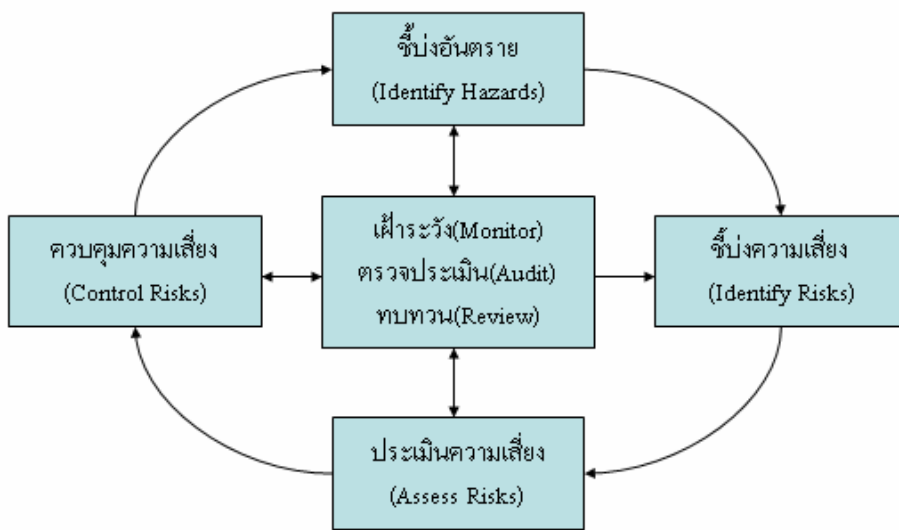 ชี้บ่งอันตราย
(Identify Hazards)
ควบคุมความเสี่ยง
(Control Risks)
เฝ้าระวัง(Monitor)
ตรวจประเมิน(Audit)
ทบทวน(Review)
ชี้บ่งความเสี่ยง
(Identify Risks)
ประเมินความเสี่ยง
(Assess Risks)